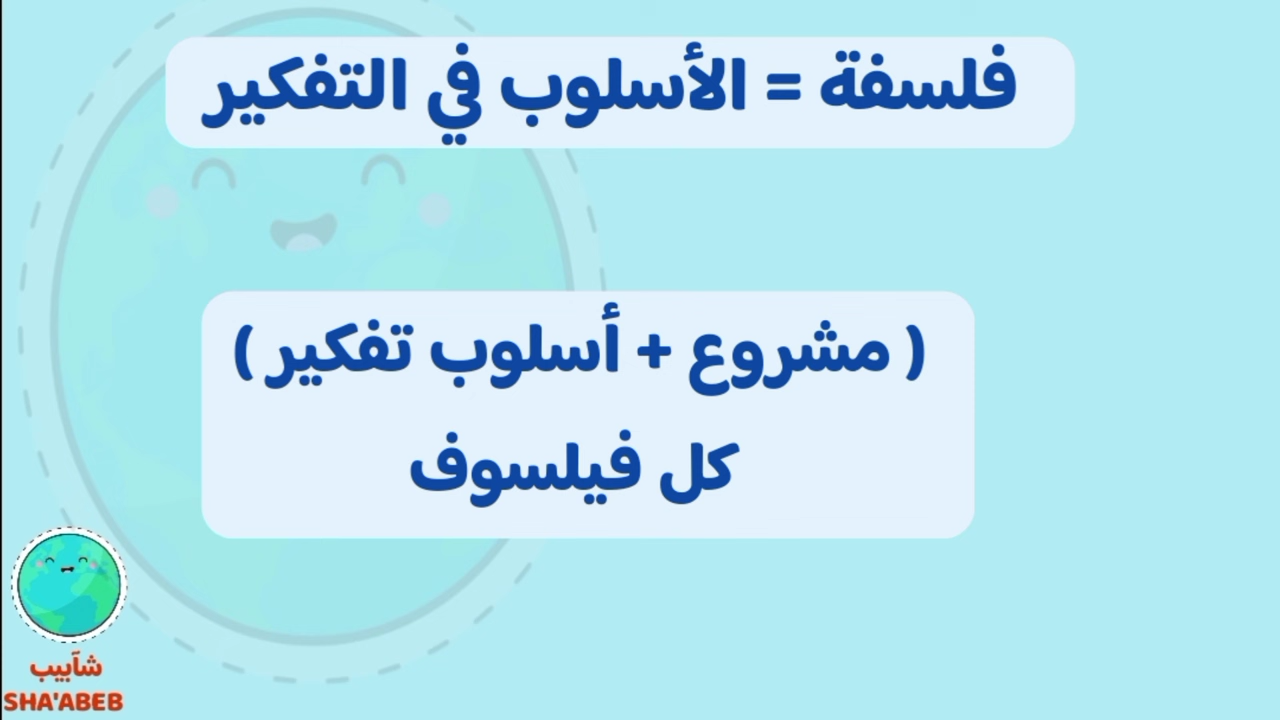 فلسفة = الأسلوب في التفكير
( مشروع + أسلوب تفكير )
كل فيلسوف
شآبيب
SHA'ABEB